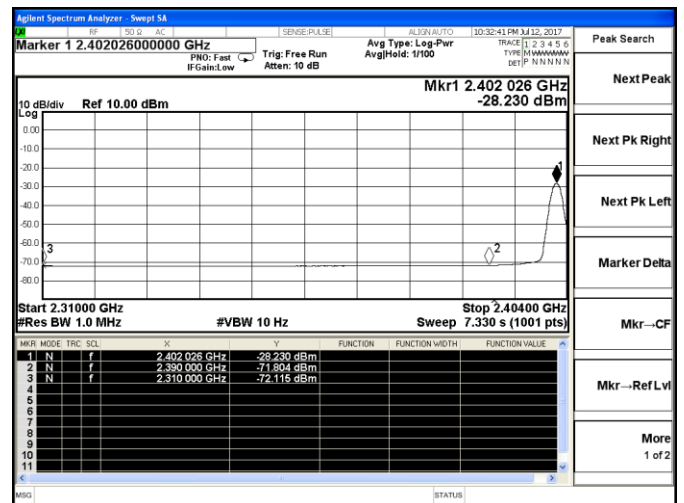 Agilent Spectrum Analyzer - Swept SA
RF 50 Ω AC SENSE:PULSE ALIGN AUTO 10:32:41 PM Jul 12, 2017
Marker 1 2.402026000000 GHz
PNO: Fast
IFGain:Low
Trig: Free Run
Atten: 10 dB
Avg Type: Log-Pwr
Avg|Hold: 1/100
TRACE 1 2 3 4 5 6
TYPE M WWWWW
DET P N N N N N
Mkr1 2.402 026 GHz
-28.230 dBm
10 dB/div Ref 10.00 dBm
Log
0.00
-10.0
-20.0
-30.0
-40.0
-50.0
-60.0
-70.0
-80.0
1
2
3
Start 2.31000 GHz Stop 2.40400 GHz
#Res BW 1.0 MHz #VBW 10 Hz Sweep 7.330 s (1001 pts)
MKR MODE TRC SCL X Y FUNCTION FUNCTION WIDTH FUNCTION VALUE
1 N f 2.402 026 GHz -28.230 dBm
2 N f 2.390 000 GHz -71.804 dBm
3 N f 2.310 000 GHz -72.115 dBm
4
5
6
7
8
9
10
11
MSG STATUS
Peak Search
Next Peak
Next Pk Right
Next Pk Left
Marker Delta
Mkr→CF
Mkr→Ref Lvl
More
1 of 2